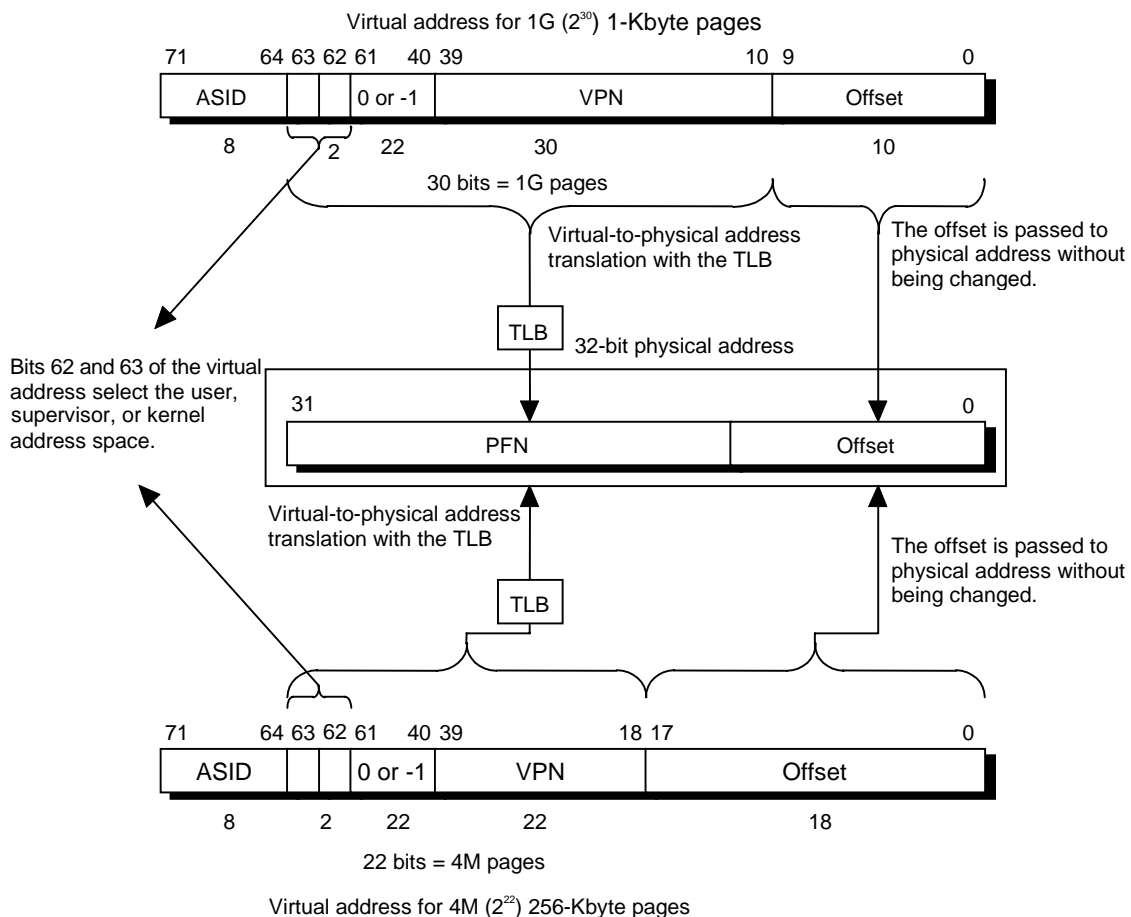 Virtual address for 1G (2³⁰) 1-Kbyte pages
71 64 63 62 61 40 39 10 9 0
ASID 0 or -1 VPN Offset
8 2 22 30 10
30 bits = 1G pages
Virtual-to-physical address
translation with the TLB
The offset is passed to
physical address without
being changed.
TLB
32-bit physical address
Bits 62 and 63 of the virtual
address select the user,
supervisor, or kernel
address space.
31 0
PFN Offset
Virtual-to-physical address
translation with the TLB
The offset is passed to
physical address without
being changed.
TLB
71 64 63 62 61 40 39 18 17 0
ASID 0 or -1 VPN Offset
8 2 22 22 18
22 bits = 4M pages
Virtual address for 4M (2²²) 256-Kbyte pages